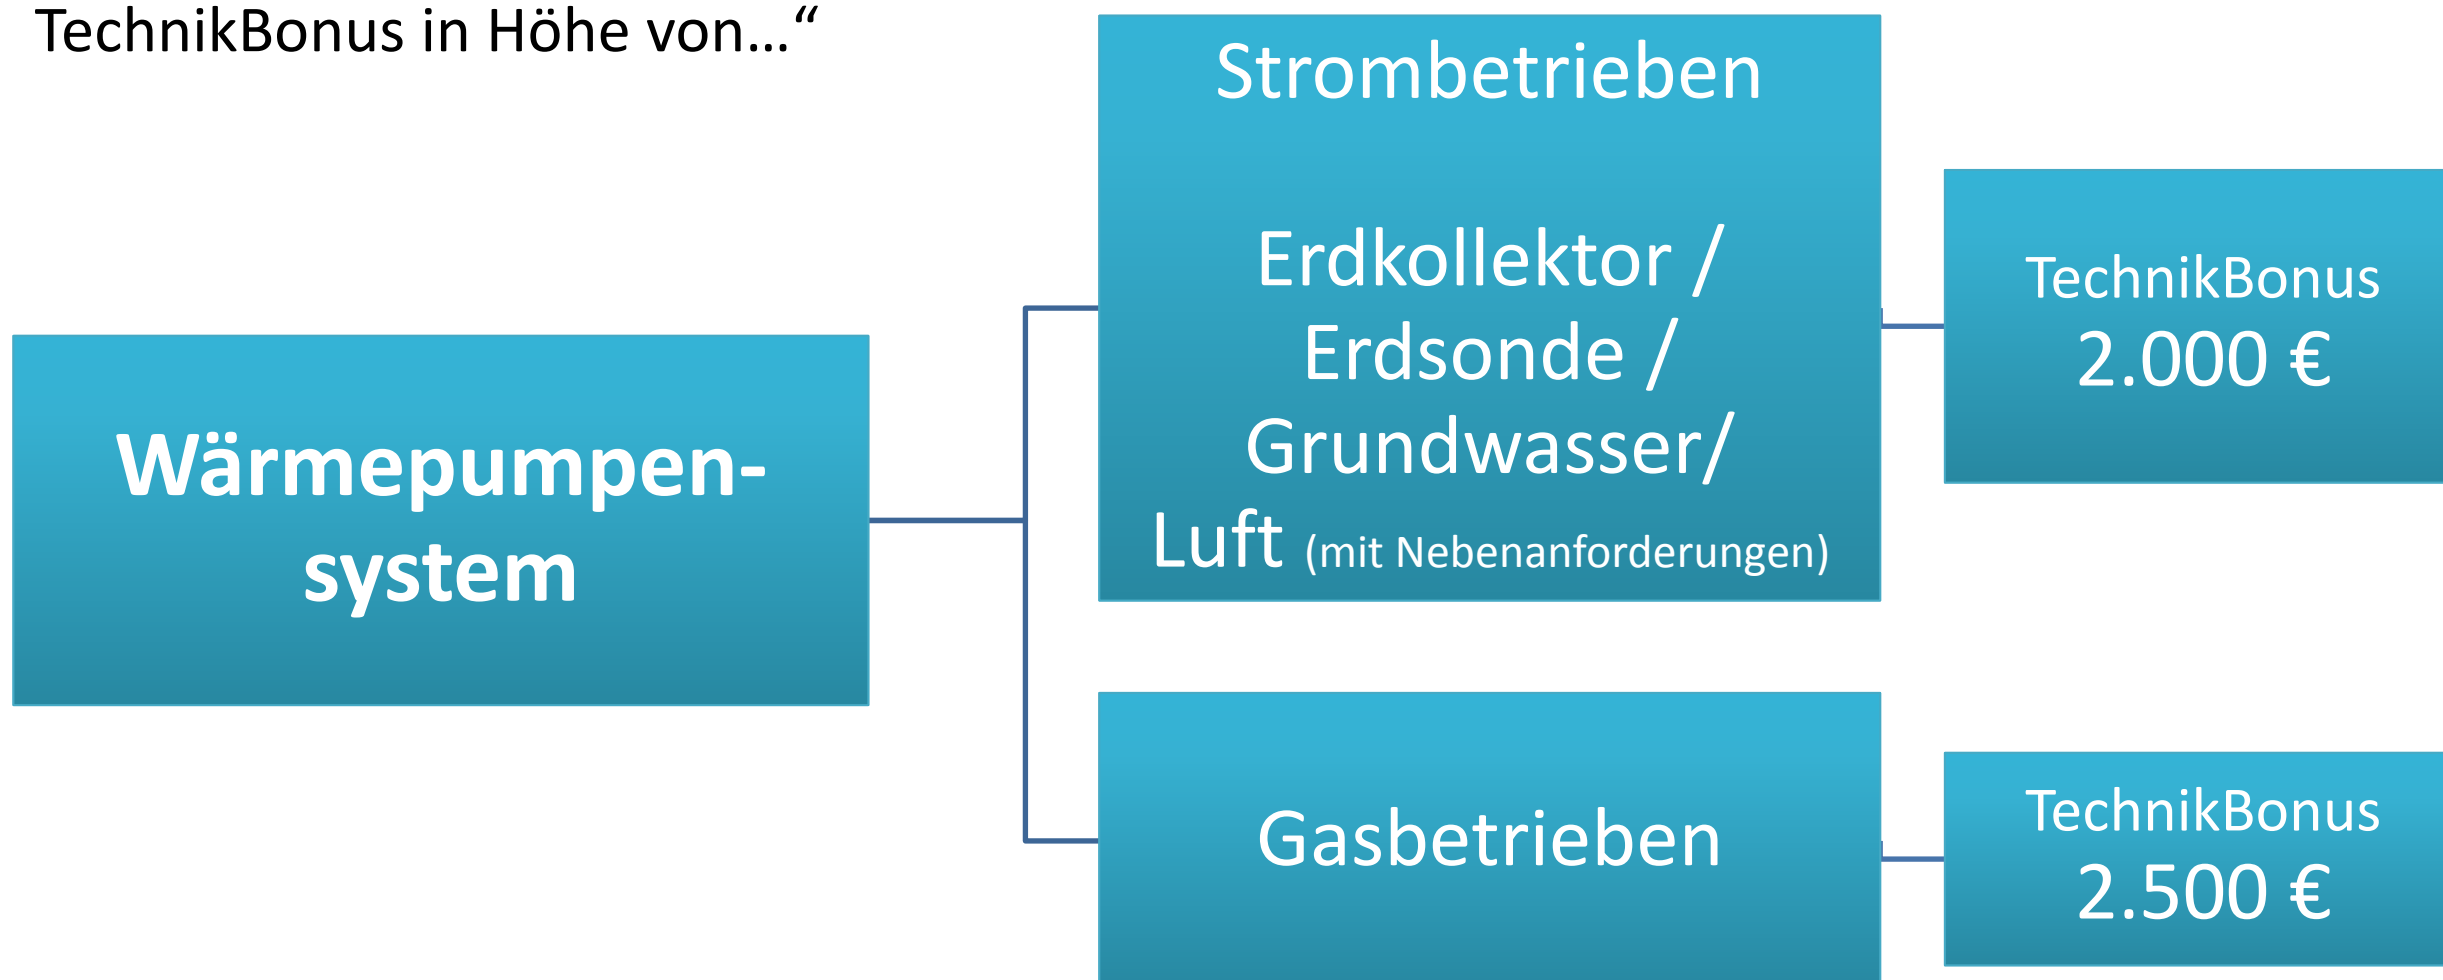 TechnikBonus in Höhe von…“
Wärmepumpen-
system
Strombetrieben
Erdkollektor /
Erdsonde /
Grundwasser/
Luft (mit Nebenanforderungen)
TechnikBonus
2.000 €
Gasbetrieben
TechnikBonus
2.500 €